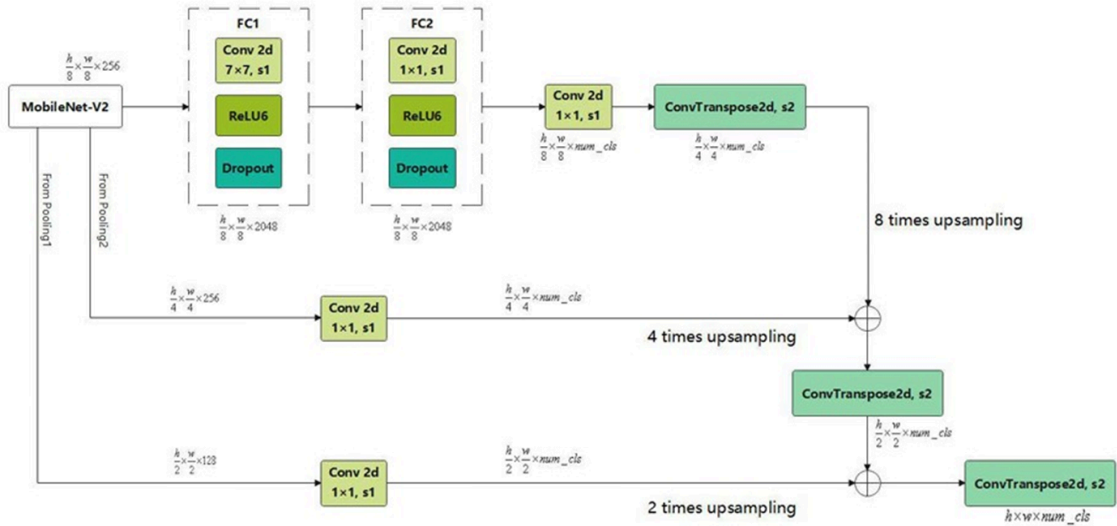 FC1
FC2
h/8 × w/8 ×256
MobileNet-V2
Conv 2d
7×7, s1
ReLU6
Dropout
h/8 × w/8 ×2048
Conv 2d
1×1, s1
ReLU6
Dropout
h/8 × w/8 ×2048
Conv 2d
1×1, s1
h/8 × w/8 ×num_cls
ConvTranspose2d, s2
h/4 × w/4 ×num_cls
From Pooling1
From Pooling2
8 times upsampling
h/4 × w/4 ×256
Conv 2d
1×1, s1
h/4 × w/4 ×num_cls
4 times upsampling
ConvTranspose2d, s2
h/2 × w/2 ×num_cls
h/2 × w/2 ×128
Conv 2d
1×1, s1
h/2 × w/2 ×num_cls
2 times upsampling
ConvTranspose2d, s2
h×w×num_cls